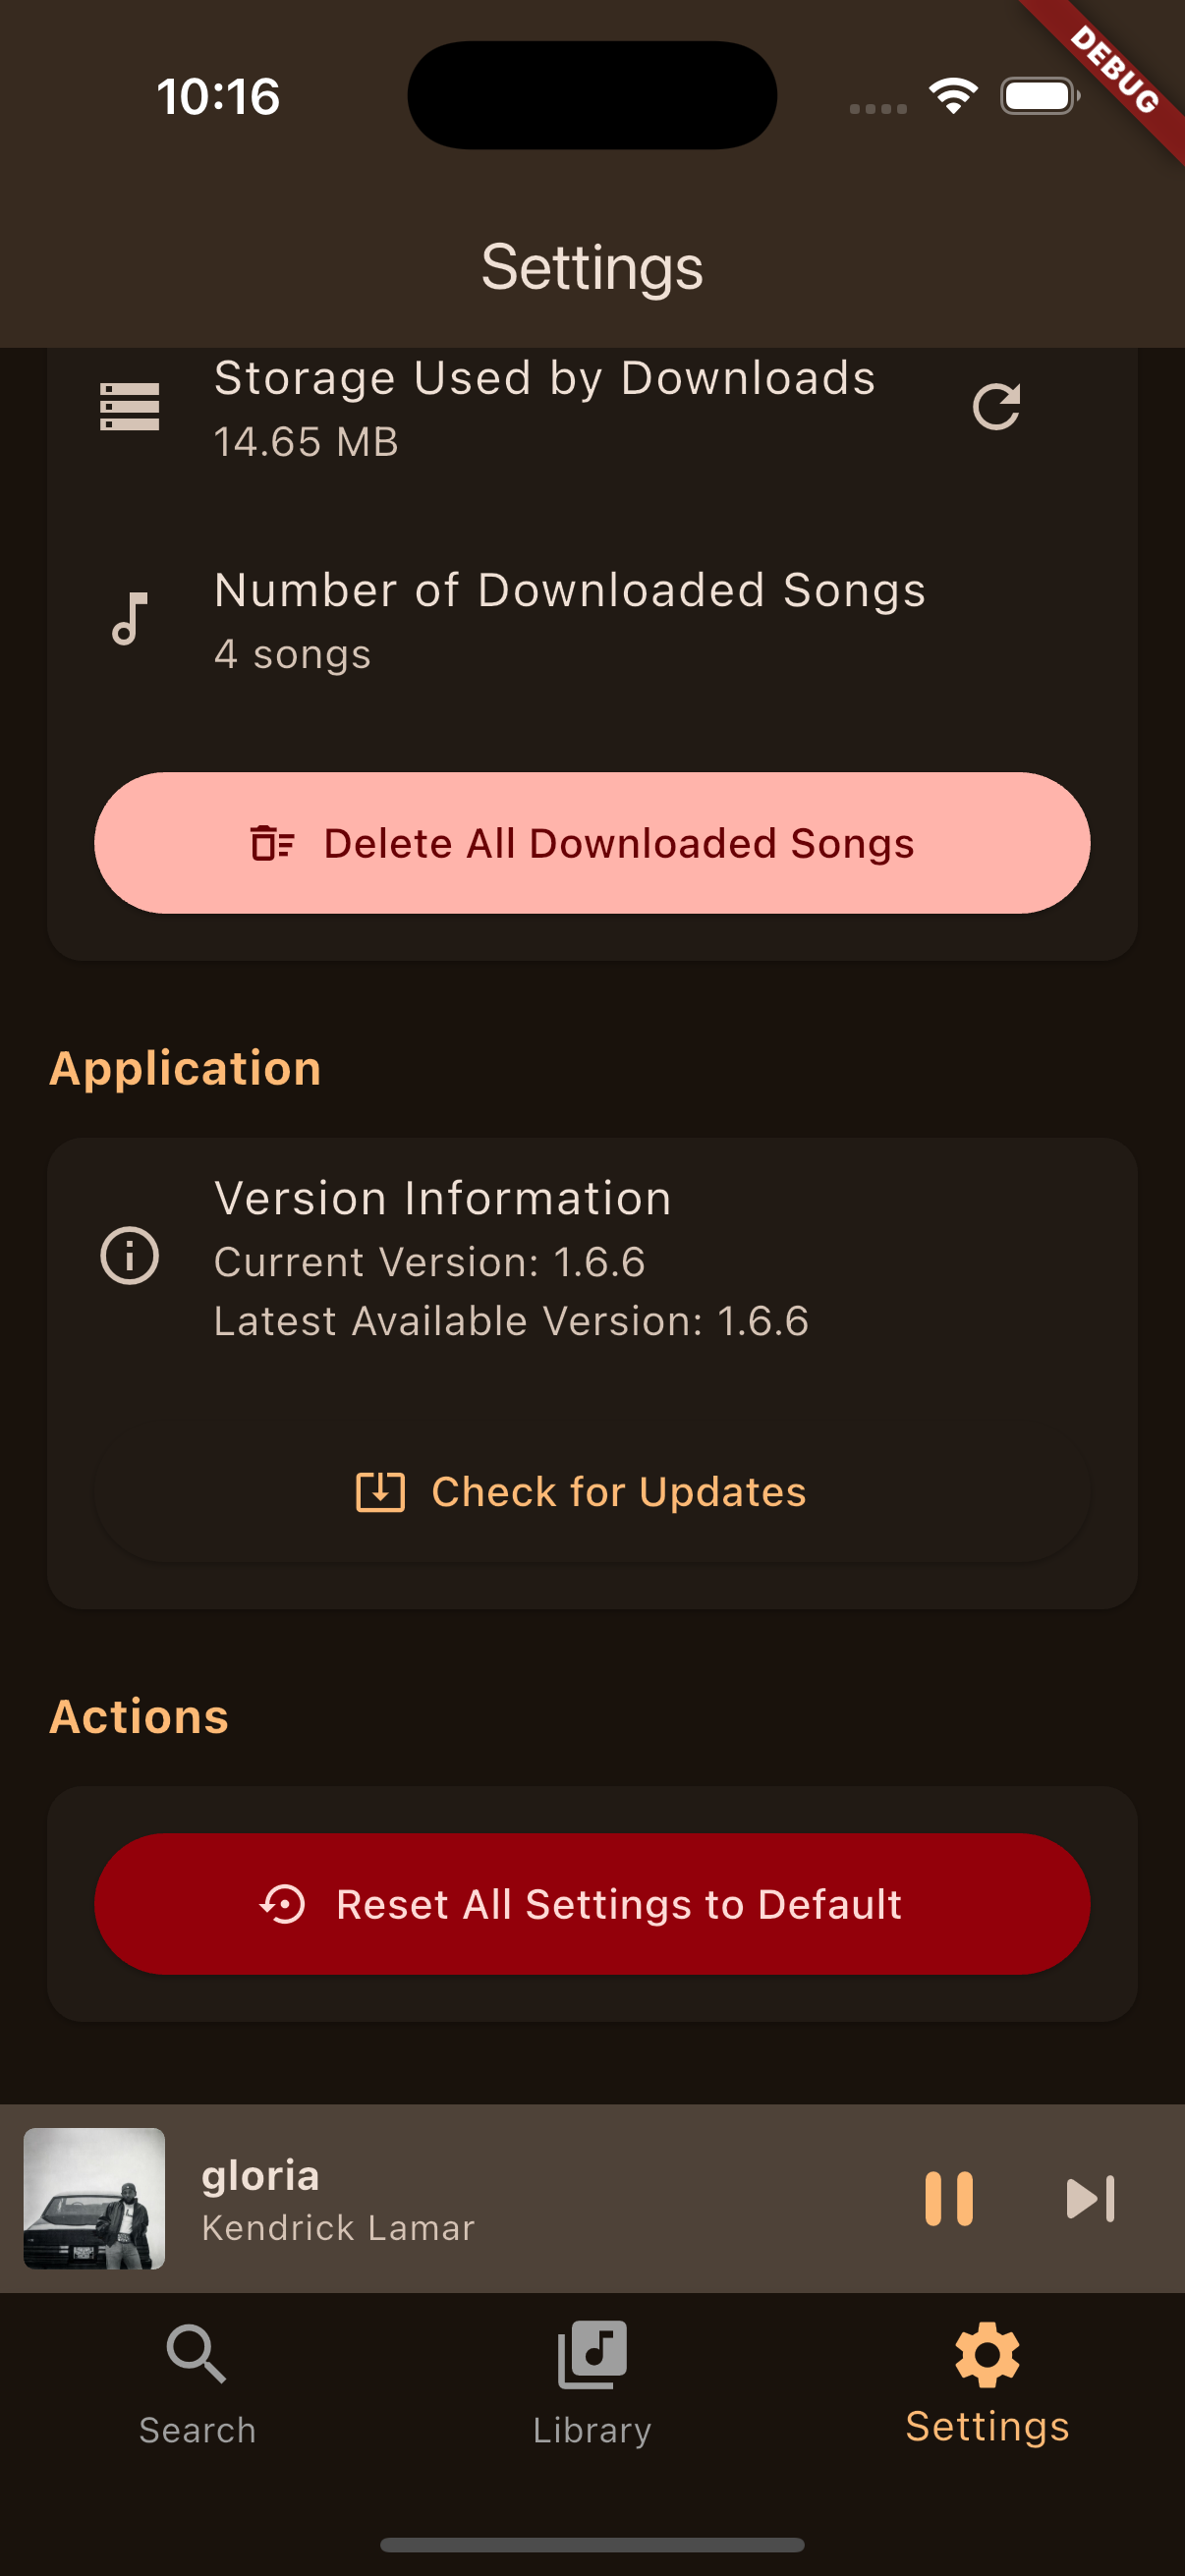 10:16
DEBUG
Settings
Storage Used by Downloads
14.65 MB
Number of Downloaded Songs
4 songs
Delete All Downloaded Songs
Application
Version Information
Current Version: 1.6.6
Latest Available Version: 1.6.6
Check for Updates
Actions
Reset All Settings to Default
gloria
Kendrick Lamar
Search
Library
Settings